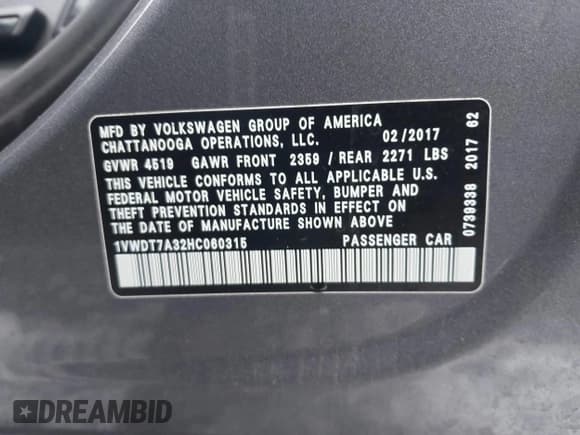 MFD BY VOLKSWAGEN GROUP OF AMERICA
CHATTANOOGA OPERATIONS, LLC. 02/2017
GVWR 4519 GAWR FRONT 2359 / REAR 2271 LBS
THIS VEHICLE CONFORMS TO ALL APPLICABLE U.S.
FEDERAL MOTOR VEHICLE SAFETY, BUMPER AND
THEFT PREVENTION STANDARDS IN EFFECT ON
THE DATE OF MANUFACTURE SHOWN ABOVE
1VWDT7A32HC060315 PASSENGER CAR
0739338 2017 62
DREAMBID